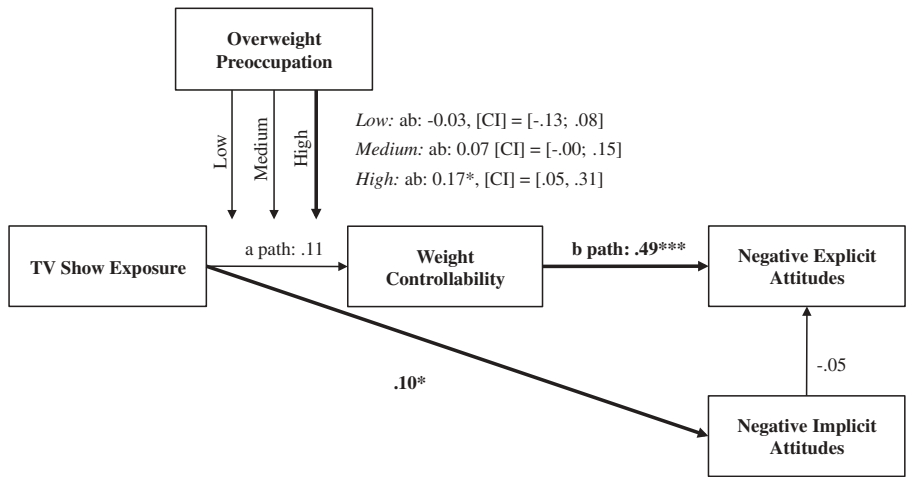 Overweight
Preoccupation
Low
Medium
High
Low: ab: -0.03, [CI] = [-.13; .08]
Medium: ab: 0.07 [CI] = [-.00; .15]
High: ab: 0.17*, [CI] = [.05, .31]
TV Show Exposure
a path: .11
Weight
Controllability
b path: .49***
Negative Explicit
Attitudes
.10*
-.05
Negative Implicit
Attitudes